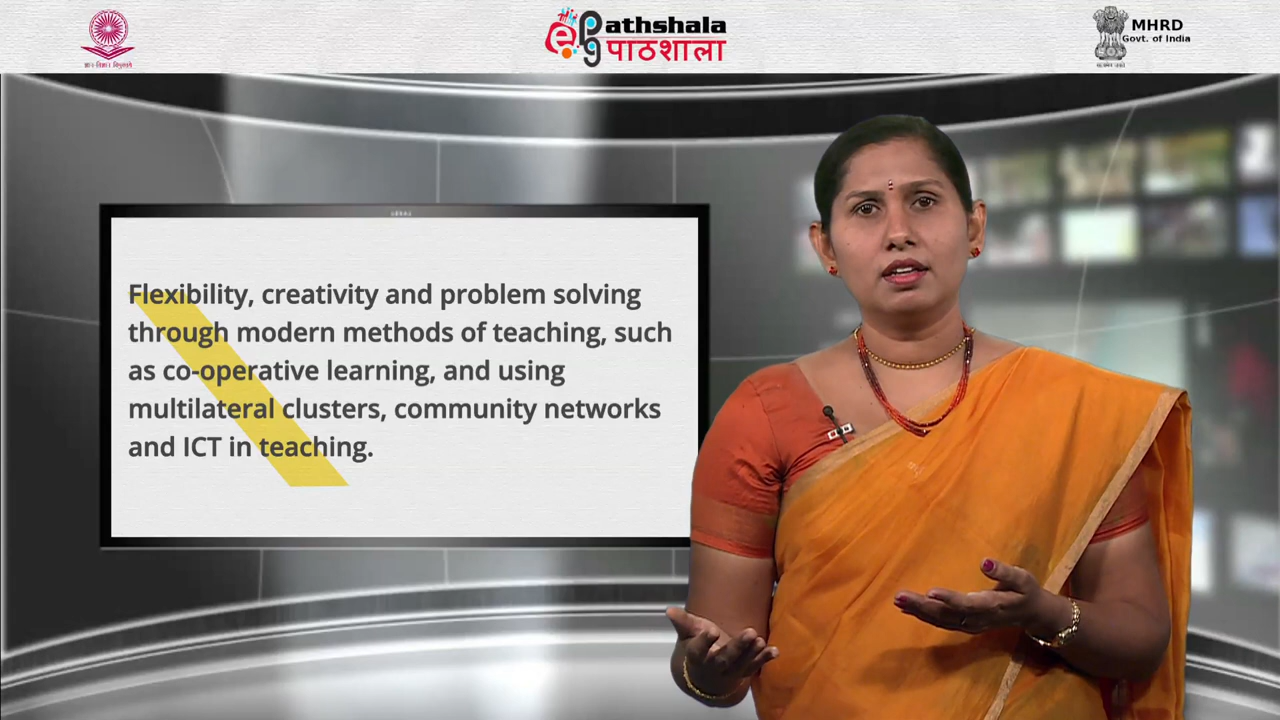 Pathshala
पाठशाला
MHRD
Govt. of India
Flexibility, creativity and problem solving
through modern methods of teaching, such
as co-operative learning, and using
multilateral clusters, community networks
and ICT in teaching.